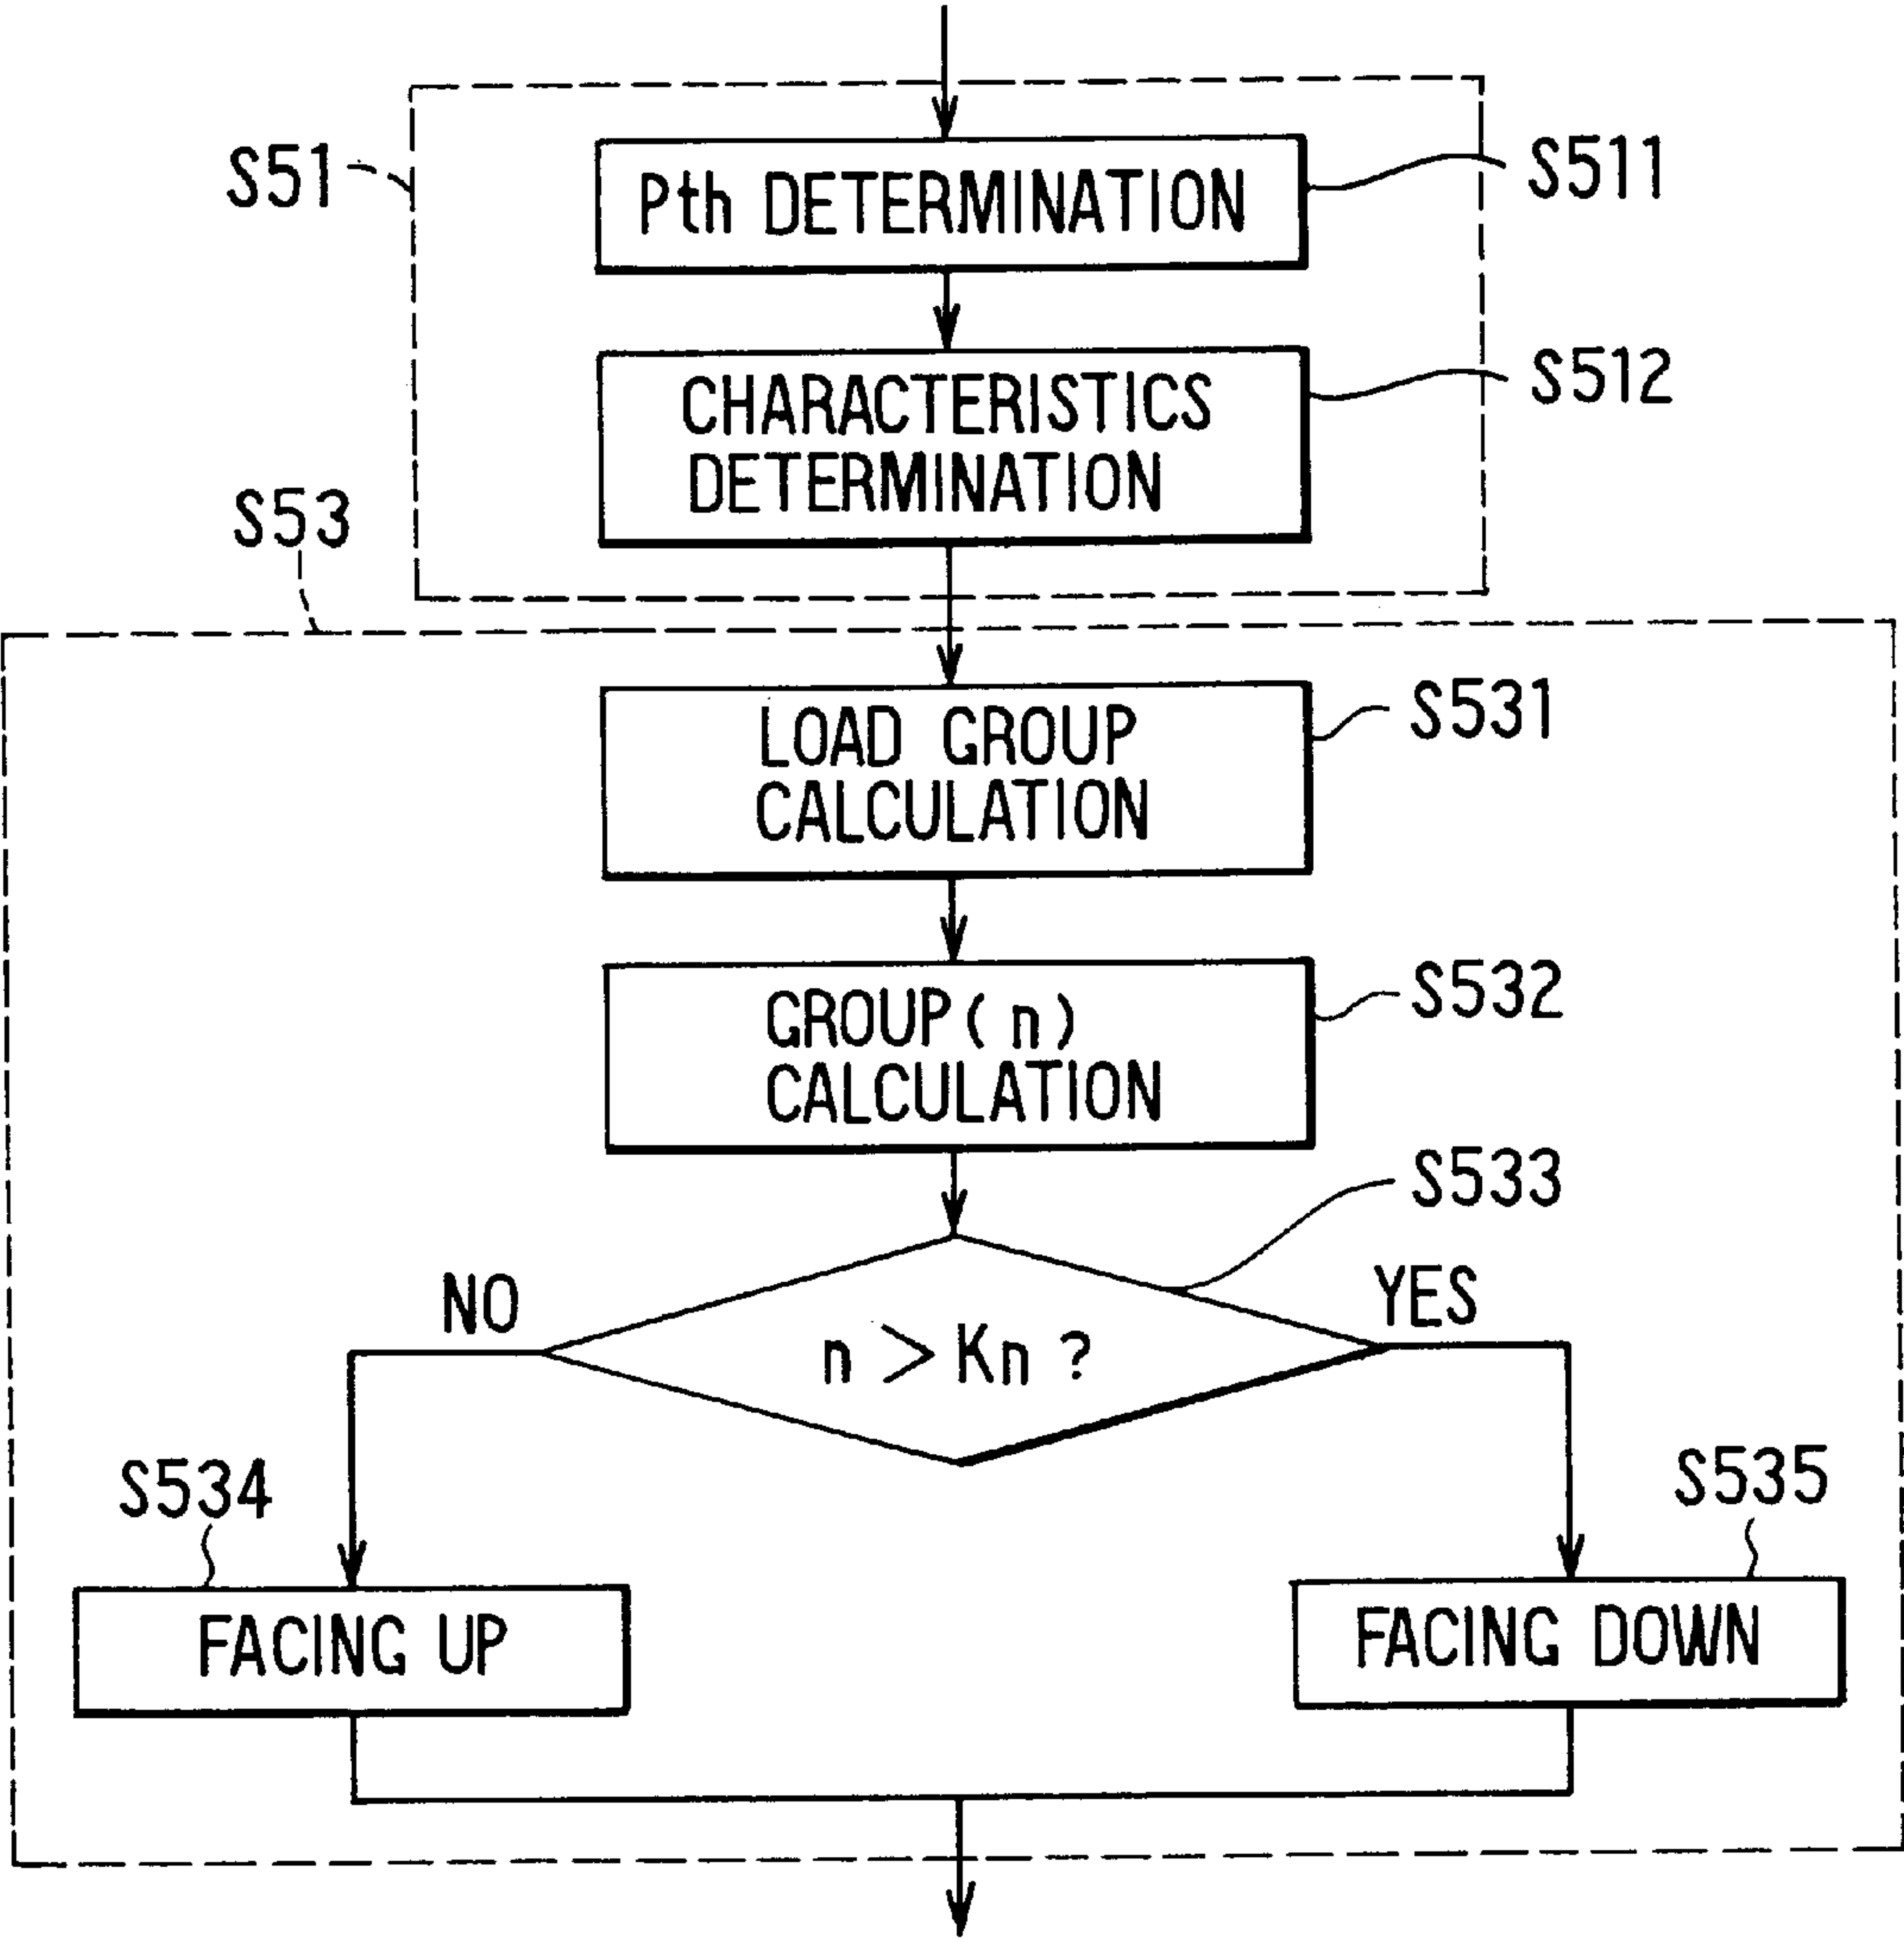 S51
Pth DETERMINATION
S511
CHARACTERISTICS
DETERMINATION
S512
S53
LOAD GROUP
CALCULATION
S531
GROUP(n)
CALCULATION
S532
S533
NO
YES
n > Kn ?
S534
S535
FACING UP
FACING DOWN